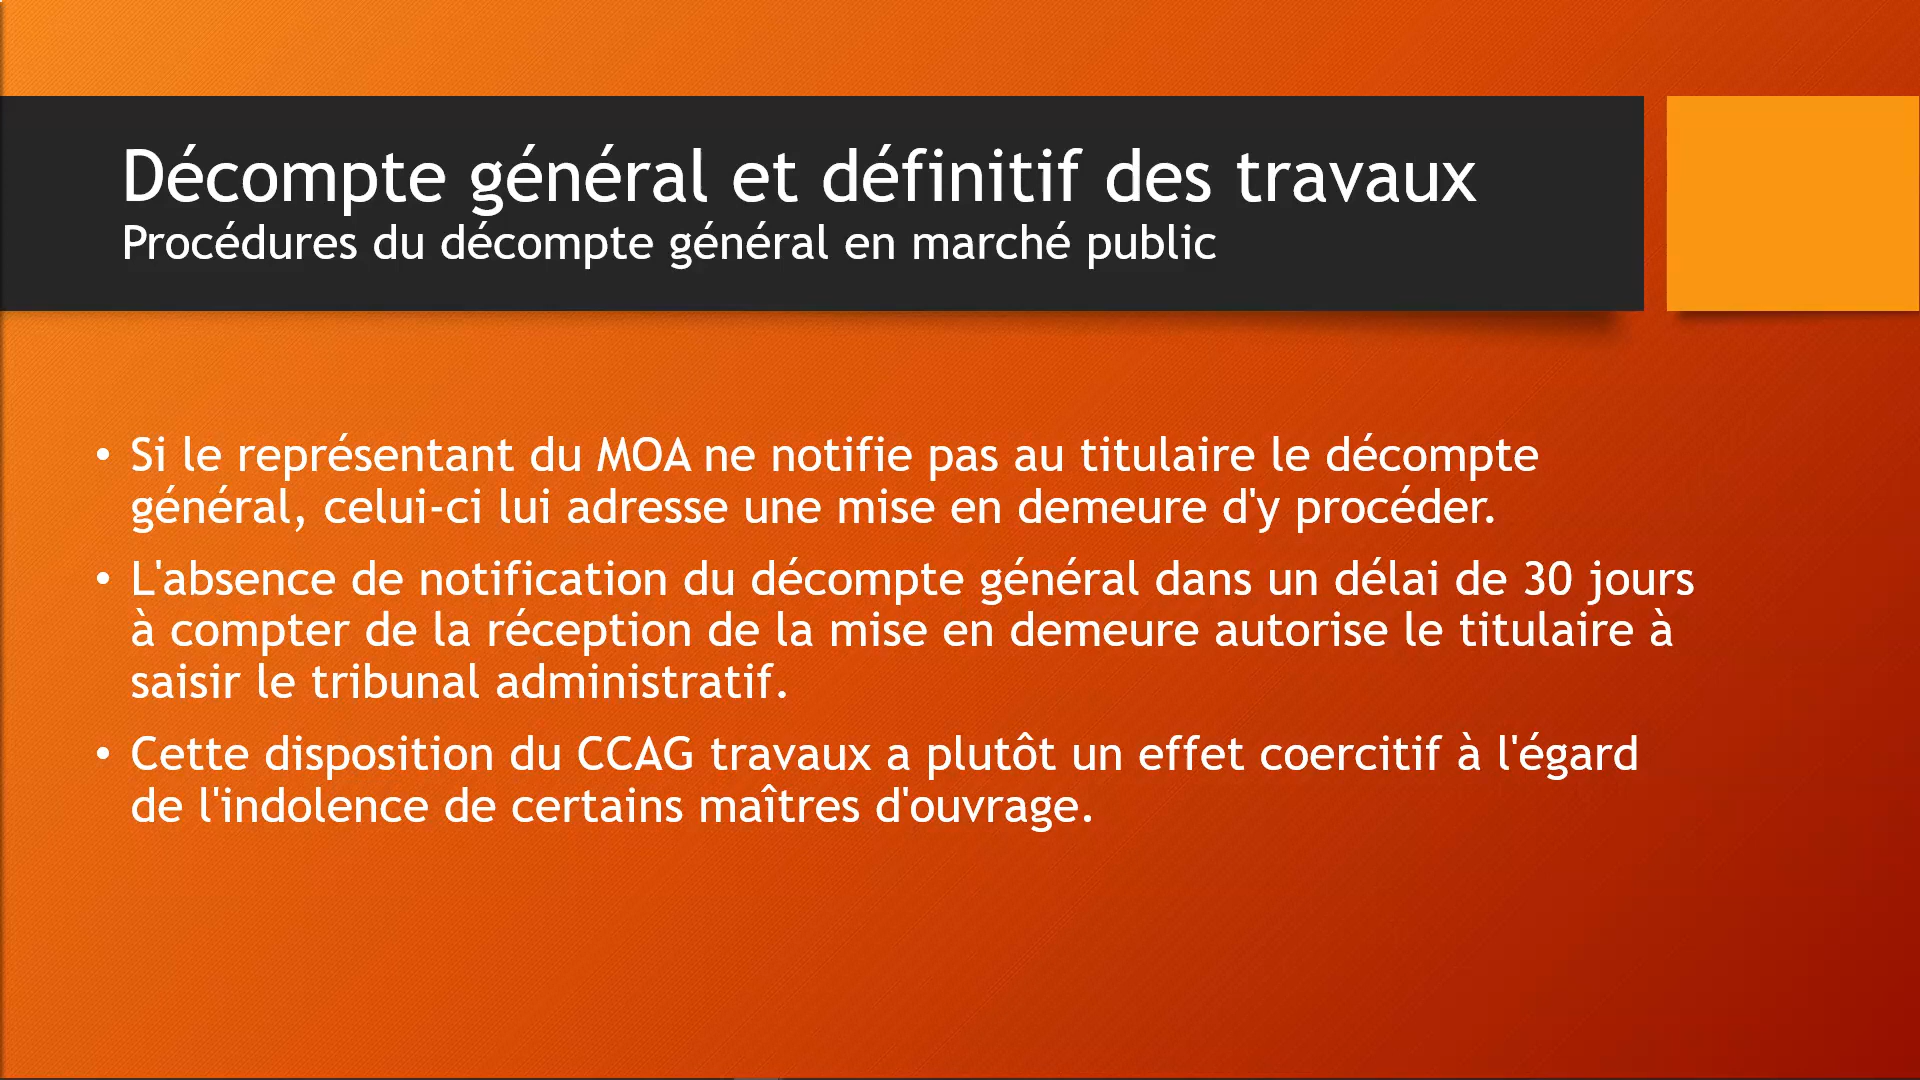 Décompte général et définitif des travaux
Procédures du décompte général en marché public
• Si le représentant du MOA ne notifie pas au titulaire le décompte
général, celui-ci lui adresse une mise en demeure d'y procéder.
• L'absence de notification du décompte général dans un délai de 30 jours
à compter de la réception de la mise en demeure autorise le titulaire à
saisir le tribunal administratif.
• Cette disposition du CCAG travaux a plutôt un effet coercitif à l'égard
de l'indolence de certains maîtres d'ouvrage.